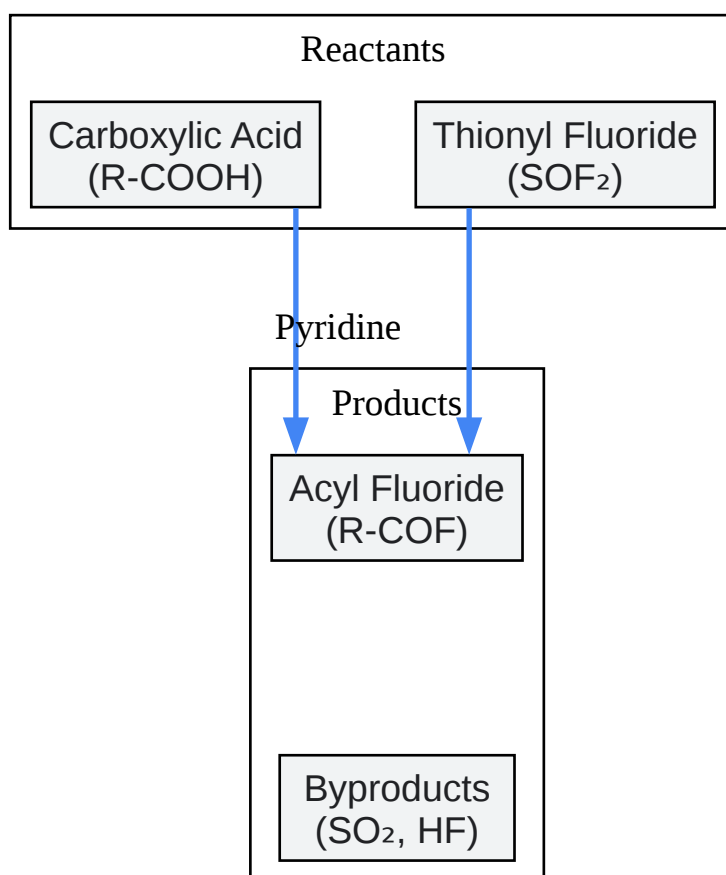 Reactants
Carboxylic Acid
(R-COOH)
Thionyl Fluoride
(SOF₂)
Pyridine
Products
Acyl Fluoride
(R-COF)
Byproducts
(SO₂, HF)